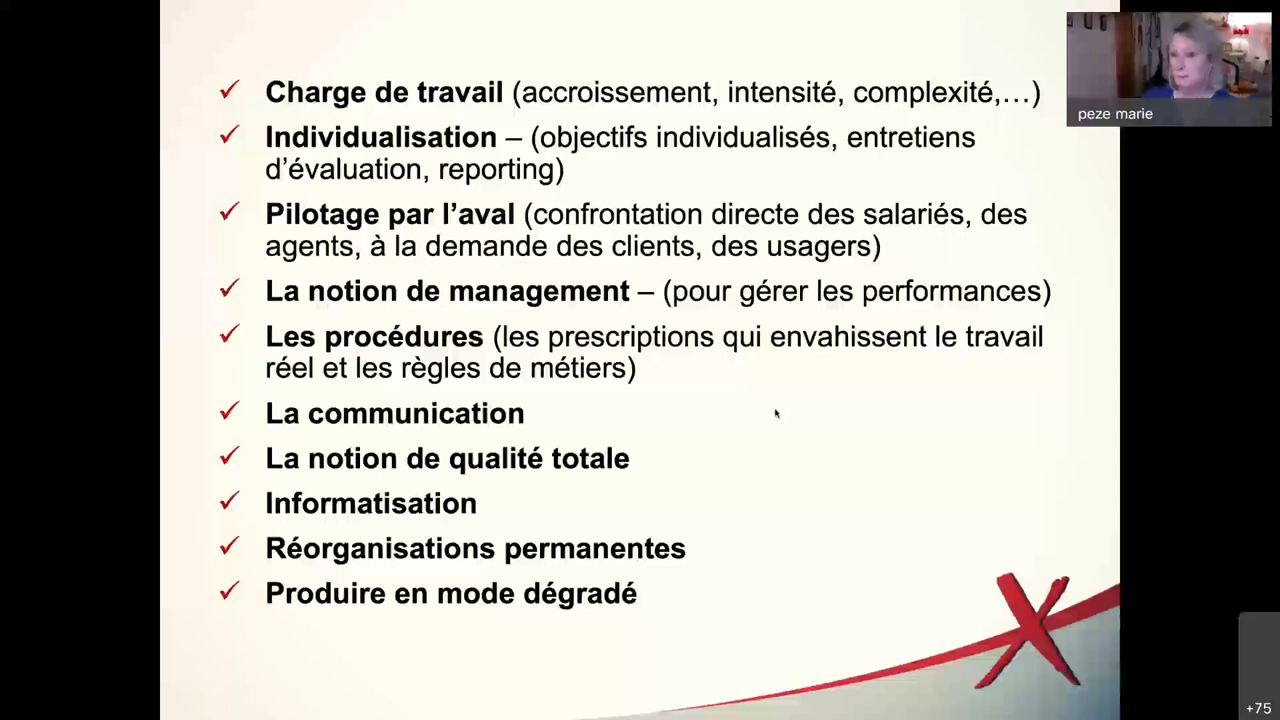 Charge de travail (accroissement, intensité, complexité,…)
Individualisation – (objectifs individualisés, entretiens
d’évaluation, reporting)
Pilotage par l’aval (confrontation directe des salariés, des
agents, à la demande des clients, des usagers)
La notion de management – (pour gérer les performances)
Les procédures (les prescriptions qui envahissent le travail
réel et les règles de métiers)
La communication
La notion de qualité totale
Informatisation
Réorganisations permanentes
Produire en mode dégradé
peze marie
+75